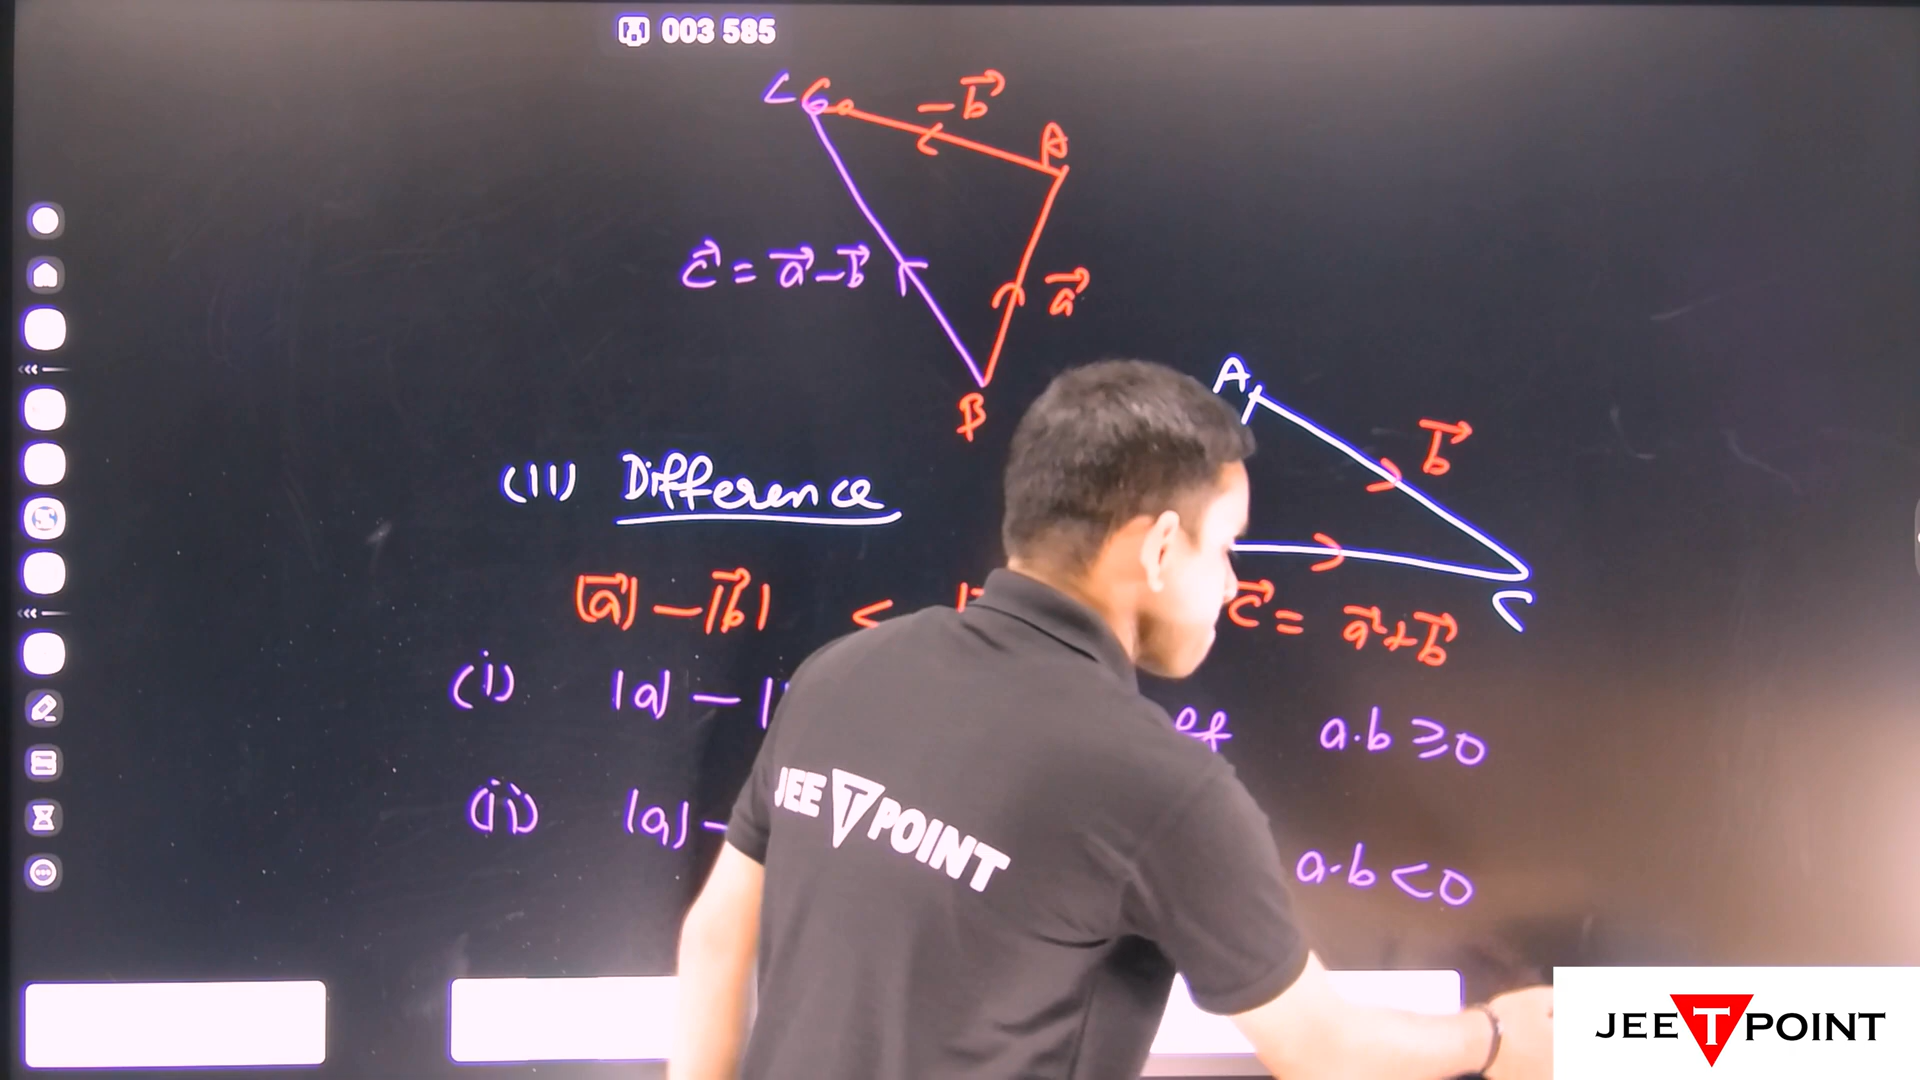 003 585
-b⃗
A
c⃗ = a⃗ - b⃗
a⃗
B
A
b⃗
(II) Difference
|a⃗| - |b⃗| <
c⃗ = a⃗ + b⃗
C
(i) |a| - | a·b ≥ 0
(ii) |a| - a·b < 0
JEE T POINT
JEE T POINT